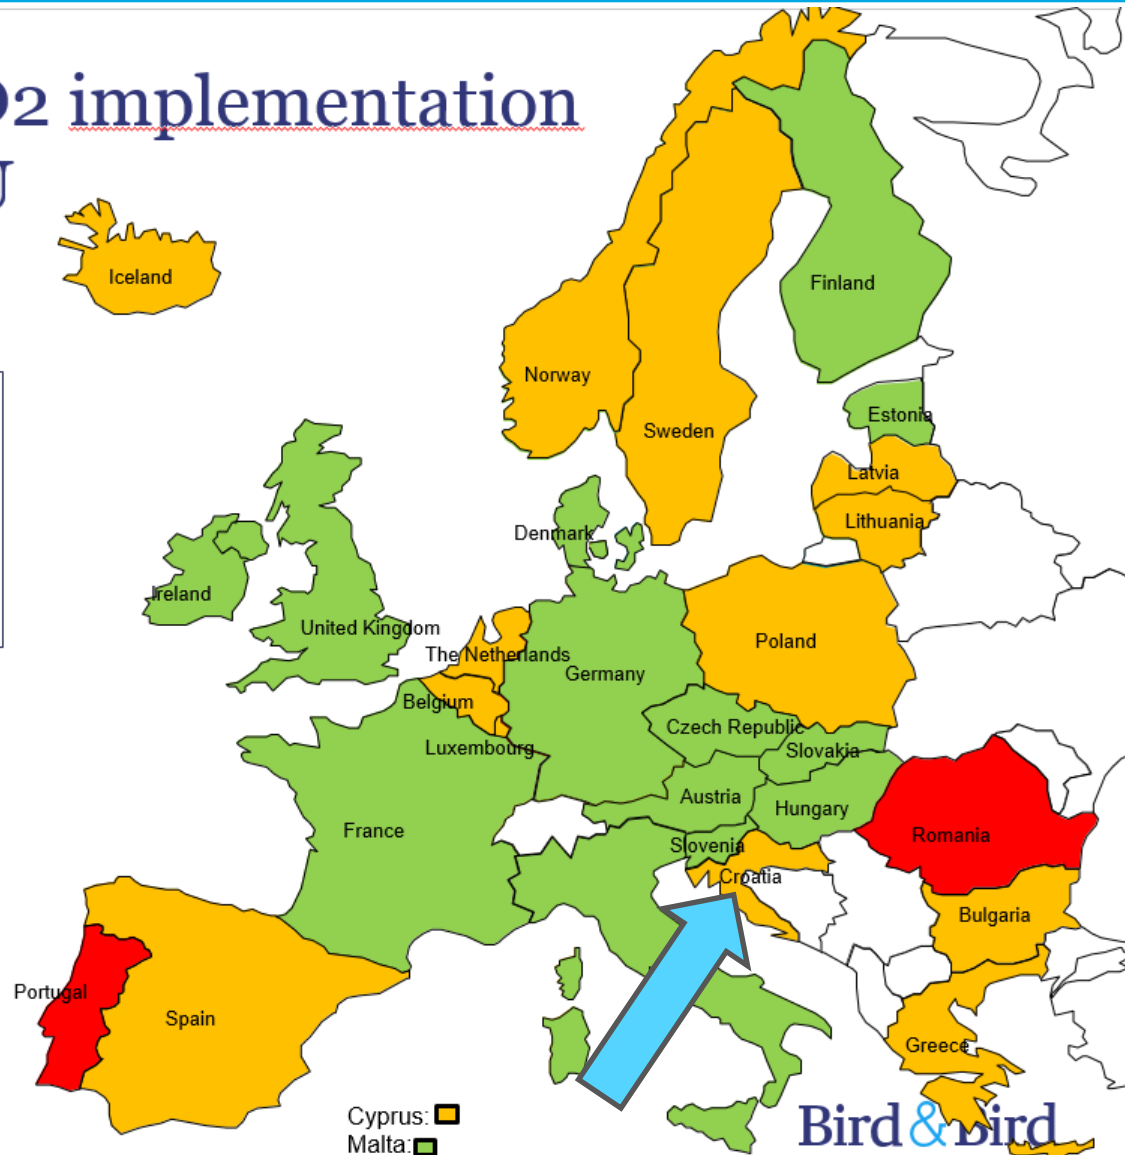 implementation
Iceland
Finland
Norway
Estonia
Sweden
Latvia
Lithuania
Denmark
Ireland
United Kingdom
Poland
The Netherlands
Germany
Belgium
Czech Republic
Luxembourg
Slovakia
Austria
Hungary
France
Romania
Slovenia
Croatia
Bulgaria
Portugal
Spain
Greece
Cyprus:
Malta:
Bird & Bird